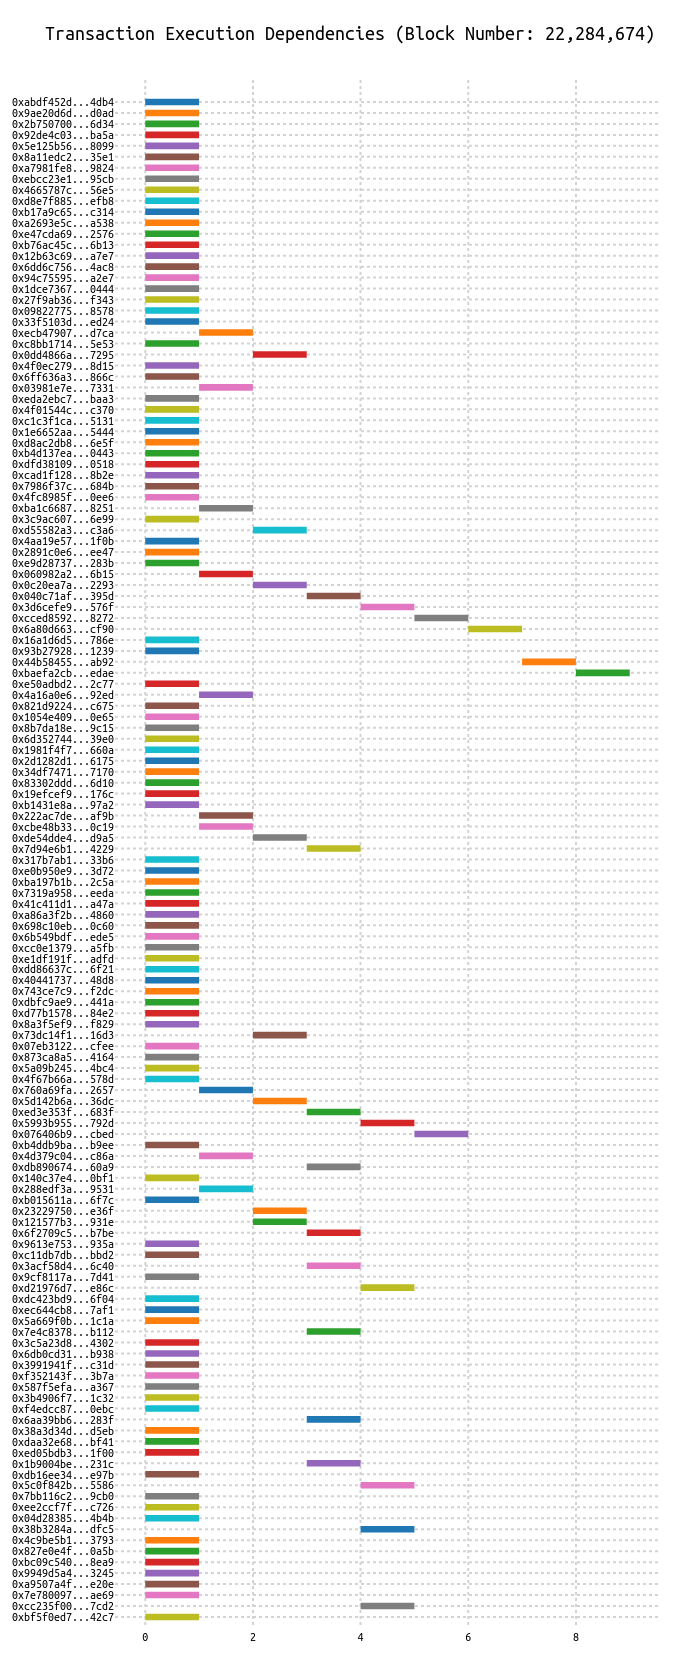 Transaction Execution Dependencies (Block Number: 22,284,674)
0xabdf452d...4db4
0x9ae20d6d...d0ad
0x2b750700...6d34
0x92de4c03...ba5a
0x5e125b56...8099
0x8a11edc2...35e1
0xa7981fe8...9824
0xebcc23e1...95cb
0x4665787c...56e5
0xd8e7f885...efb8
0xb17a9c65...c314
0xa2693e5c...a538
0xe47cda69...2576
0xb76ac45c...6b13
0x12b63c69...a7e7
0x6dd6c756...4ac8
0x94c75595...a2e7
0x1dce7367...0444
0x27f9ab36...f343
0x09822775...8578
0x33f5103d...ed24
0xecb47907...d7ca
0xc8bb1714...5e53
0x0dd4866a...7295
0x4f0ec279...8d15
0x6ff636a3...866c
0x03981e7e...7331
0xeda2ebc7...baa3
0x4f01544c...c370
0xc1c3f1ca...5131
0x1e6652aa...5444
0xd8ac2db8...6e5f
0xb4d137ea...0443
0xdfd38109...0518
0xcad1f128...8b2e
0x7986f37c...684b
0x4fc8985f...0ee6
0xba1c6687...8251
0x3c9ac607...6e99
0xd55582a3...c3a6
0x4aa19e57...1f0b
0x2891c0e6...ee47
0xe9d28737...283b
0x060982a2...6b15
0x0c20ea7a...2293
0x040c71af...395d
0x3d6cefe9...576f
0xcced8592...8272
0x6a80d663...cf90
0x16a1d6d5...786e
0x93b27928...1239
0x44b58455...ab92
0xbaefa2cb...edae
0xe50adbd2...2c77
0x4a16a0e6...92ed
0x821d9224...c675
0x1054e409...0e65
0x8b7da18e...9c15
0x6d352744...39e0
0x1981f4f7...660a
0x2d1282d1...6175
0x34df7471...7170
0x83302ddd...6d10
0x19efcef9...176c
0xb1431e8a...97a2
0x222ac7de...af9b
0xcbe48b33...0c19
0xde54dde4...d9a5
0x7d94e6b1...4229
0x317b7ab1...33b6
0xe0b950e9...3d72
0xba197b1b...2c5a
0x7319a958...eeda
0x41c411d1...a47a
0xa86a3f2b...4860
0x698c10eb...0c60
0x6b549bdf...ede5
0xcc0e1379...a5fb
0xe1df191f...adfd
0xdd86637c...6f21
0x40441737...48d8
0x743ce7c9...f2dc
0xdbfc9ae9...441a
0xd77b1578...84e2
0x8a3f5ef9...f829
0x73dc14f1...16d3
0x07eb3122...cfee
0x873ca8a5...4164
0x5a09b245...4bc4
0x4f67b66a...578d
0x760a69fa...2657
0x5d142b6a...36dc
0xed3e353f...683f
0x5993b955...792d
0x076406b9...cbed
0xb4ddb9ba...b9ee
0x4d379c04...c86a
0xdb890674...60a9
0x140c37e4...0bf1
0x288edf3a...9531
0xb015611a...6f7c
0x23229750...e36f
0x121577b3...931e
0x6f2709c5...b7be
0x9613e753...935a
0xc11db7db...bbd2
0x3acf58d4...6c40
0x9cf8117a...7d41
0xd21976d7...e86c
0xdc423bd9...6f04
0xec644cb8...7af1
0x5a669f0b...1c1a
0x7e4c8378...b112
0x3c5a23d8...4302
0x6db0cd31...b938
0x3991941f...c31d
0xf352143f...3b7a
0x587f5efa...a367
0x3b4906f7...1c32
0xf4edcc87...0ebc
0x6aa39bb6...283f
0x38a3d34d...d5eb
0xdaa32e68...bf41
0xed05bdb3...1f00
0x1b9004be...231c
0xdb16ee34...e97b
0x5c0f842b...5586
0x7bb116c2...9cb0
0xee2ccf7f...c726
0x04d28385...4b4b
0x38b3284a...dfc5
0x4c9be5b1...3793
0x827e0e4f...0a5b
0xbc09c540...8ea9
0x9949d5a4...3245
0xa9507a4f...e20e
0x7e780097...ae69
0xcc235f00...7cd2
0xbf5f0ed7...42c7
0 2 4 6 8